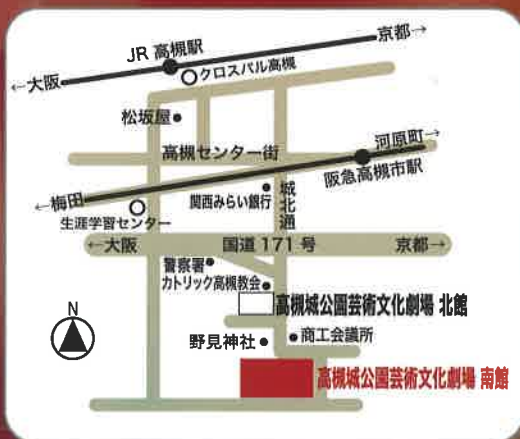 JR 高槻駅
京都→
←大阪
クロスパル高槻
松坂屋
高槻センター街
河原町→
阪急高槻市駅
←梅田
関西みらい銀行
城北通
生涯学習センター
←大阪
国道 171 号
京都→
警察署
カトリック高槻教会
高槻城公園芸術文化劇場 北館
N
野見神社
商工会議所
高槻城公園芸術文化劇場 南館